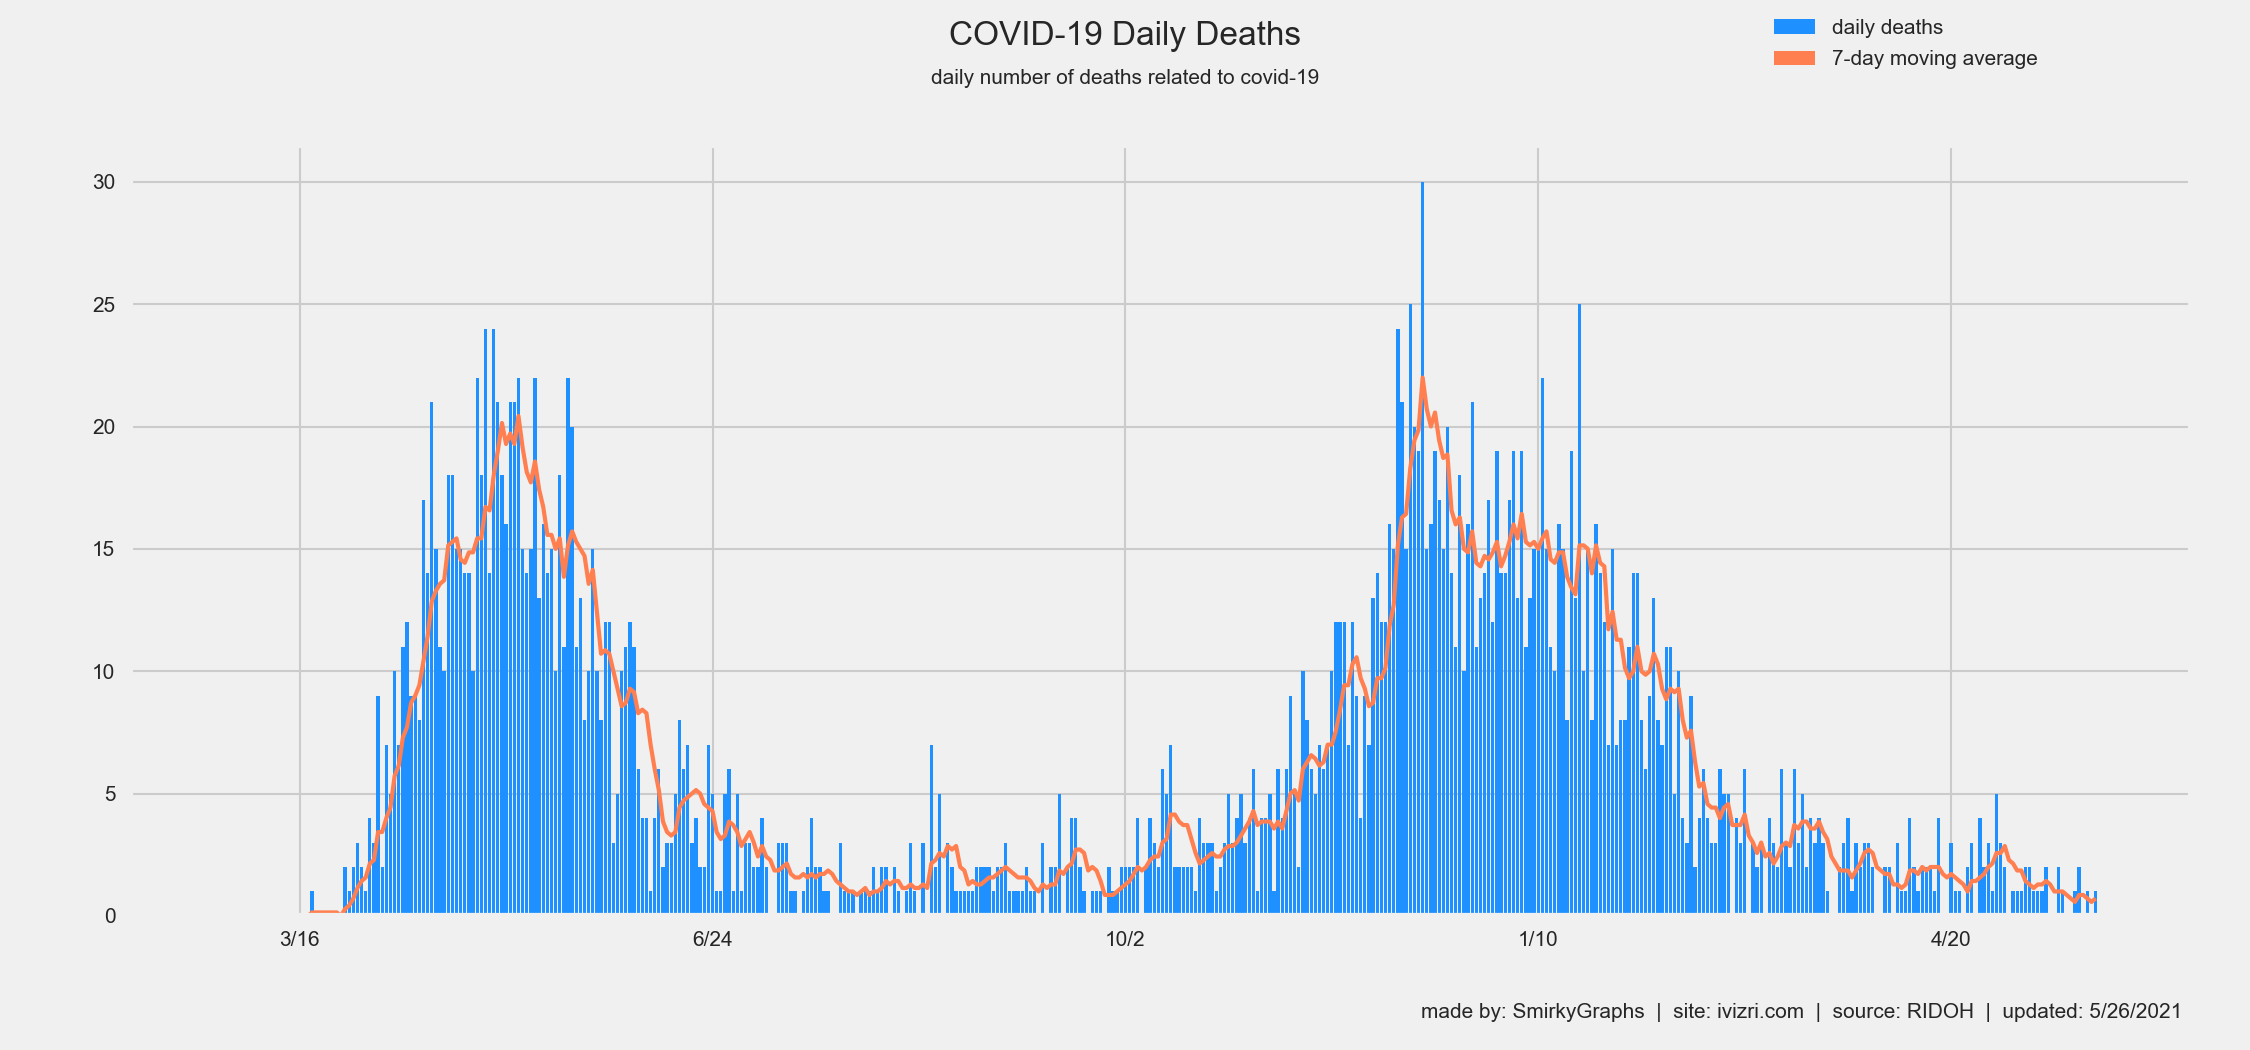 COVID-19 Daily Deaths
daily number of deaths related to covid-19
daily deaths
7-day moving average
30
25
20
15
10
5
0
3/16
6/24
10/2
1/10
4/20
made by: SmirkyGraphs | site: ivizri.com | source: RIDOH | updated: 5/26/2021